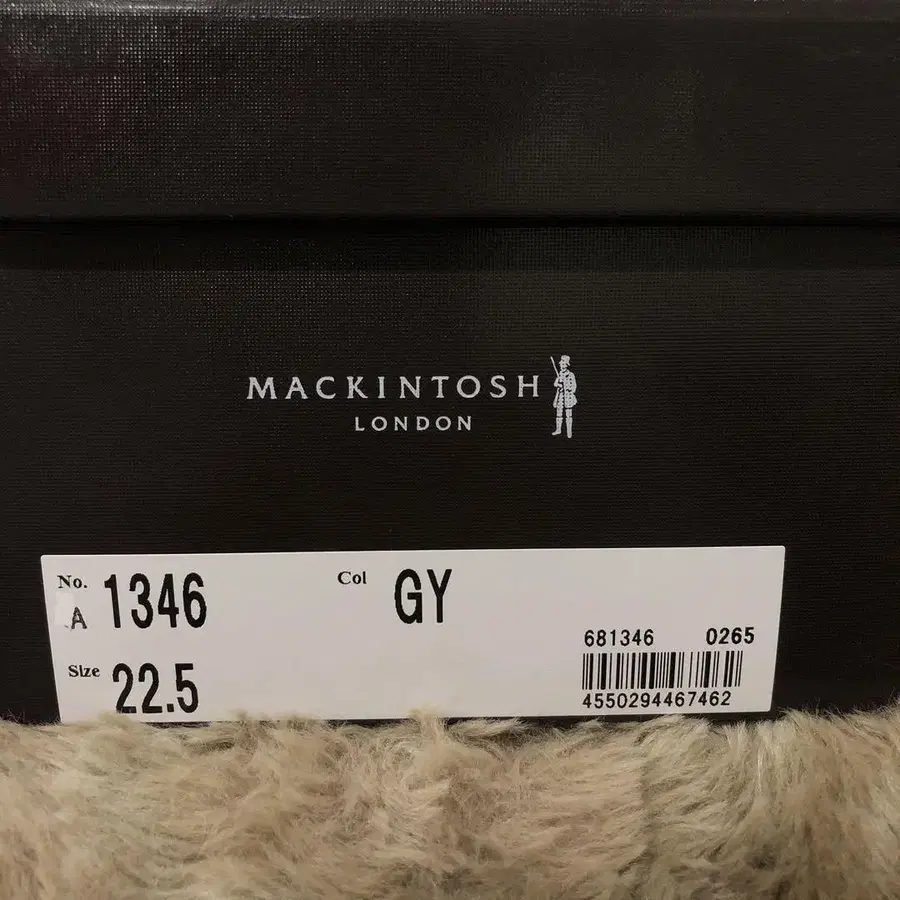 MACKINTOSH
LONDON
No. A 1346 Col GY
681346 0265
Size 22.5
4550294467462